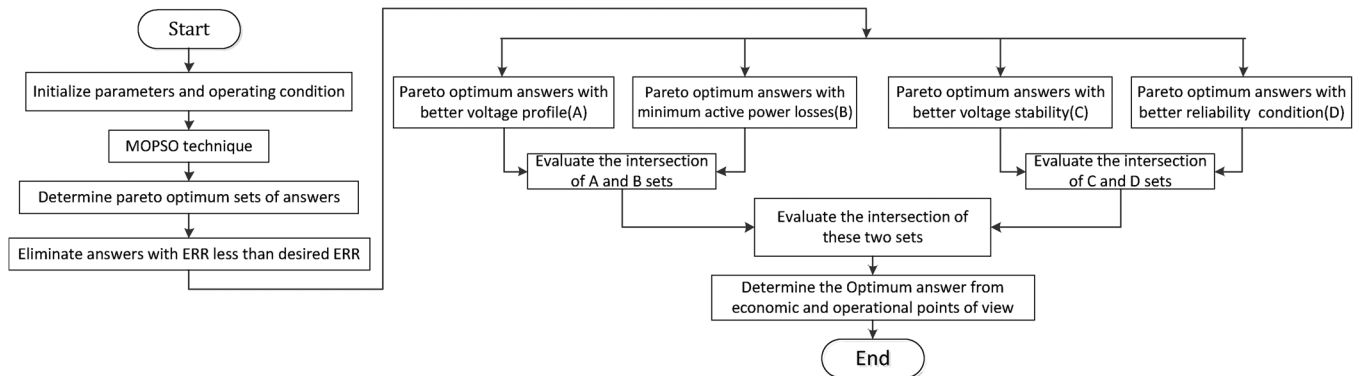 Start
Initialize parameters and operating condition
MOPSO technique
Determine pareto optimum sets of answers
Eliminate answers with ERR less than desired ERR
Pareto optimum answers with
better voltage profile(A)
Pareto optimum answers with
minimum active power losses(B)
Pareto optimum answers with
better voltage stability(C)
Pareto optimum answers with
better reliability condition(D)
Evaluate the intersection
of A and B sets
Evaluate the intersection
of C and D sets
Evaluate the intersection of
these two sets
Determine the Optimum answer from
economic and operational points of view
End